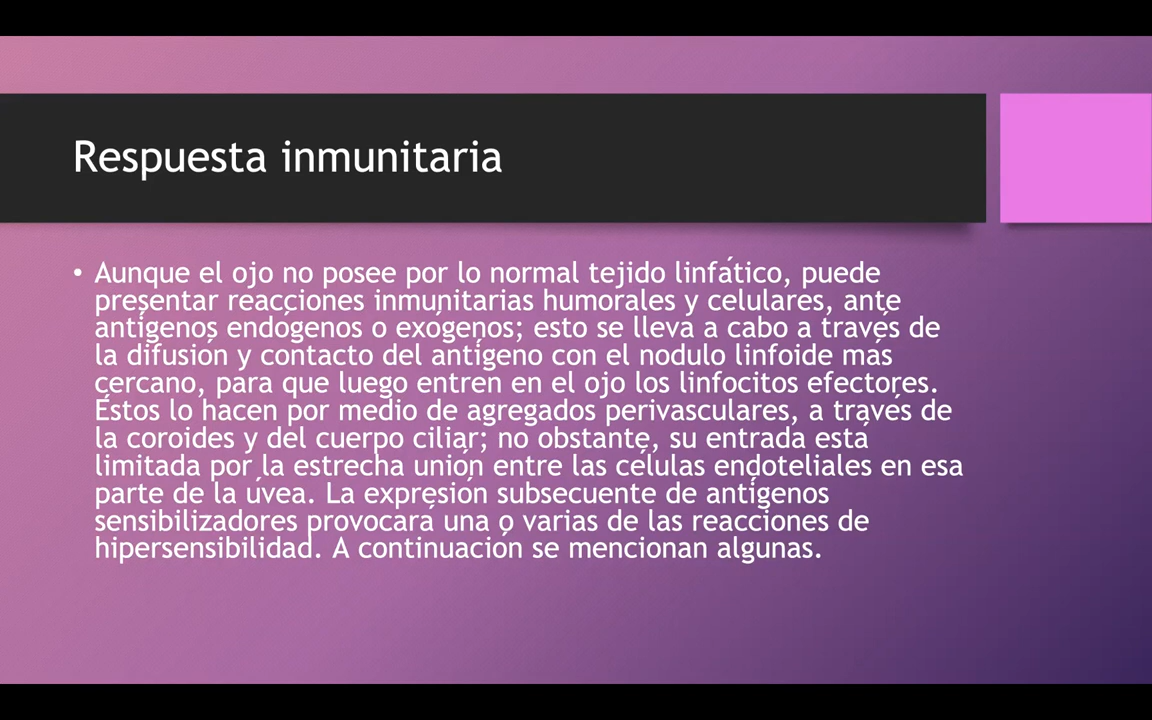 Respuesta inmunitaria
• Aunque el ojo no posee por lo normal tejido linfático, puede
presentar reacciones inmunitarias humorales y celulares, ante
antígenos endógenos o exógenos; esto se lleva a cabo a través de
la difusión y contacto del antígeno con el nodulo linfoide más
cercano, para que luego entren en el ojo los linfocitos efectores.
Éstos lo hacen por medio de agregados perivasculares, a través de
la coroides y del cuerpo ciliar; no obstante, su entrada está
limitada por la estrecha unión entre las células endoteliales en esa
parte de la úvea. La expresión subsecuente de antígenos
sensibilizadores provocará una o varias de las reacciones de
hipersensibilidad. A continuación se mencionan algunas.